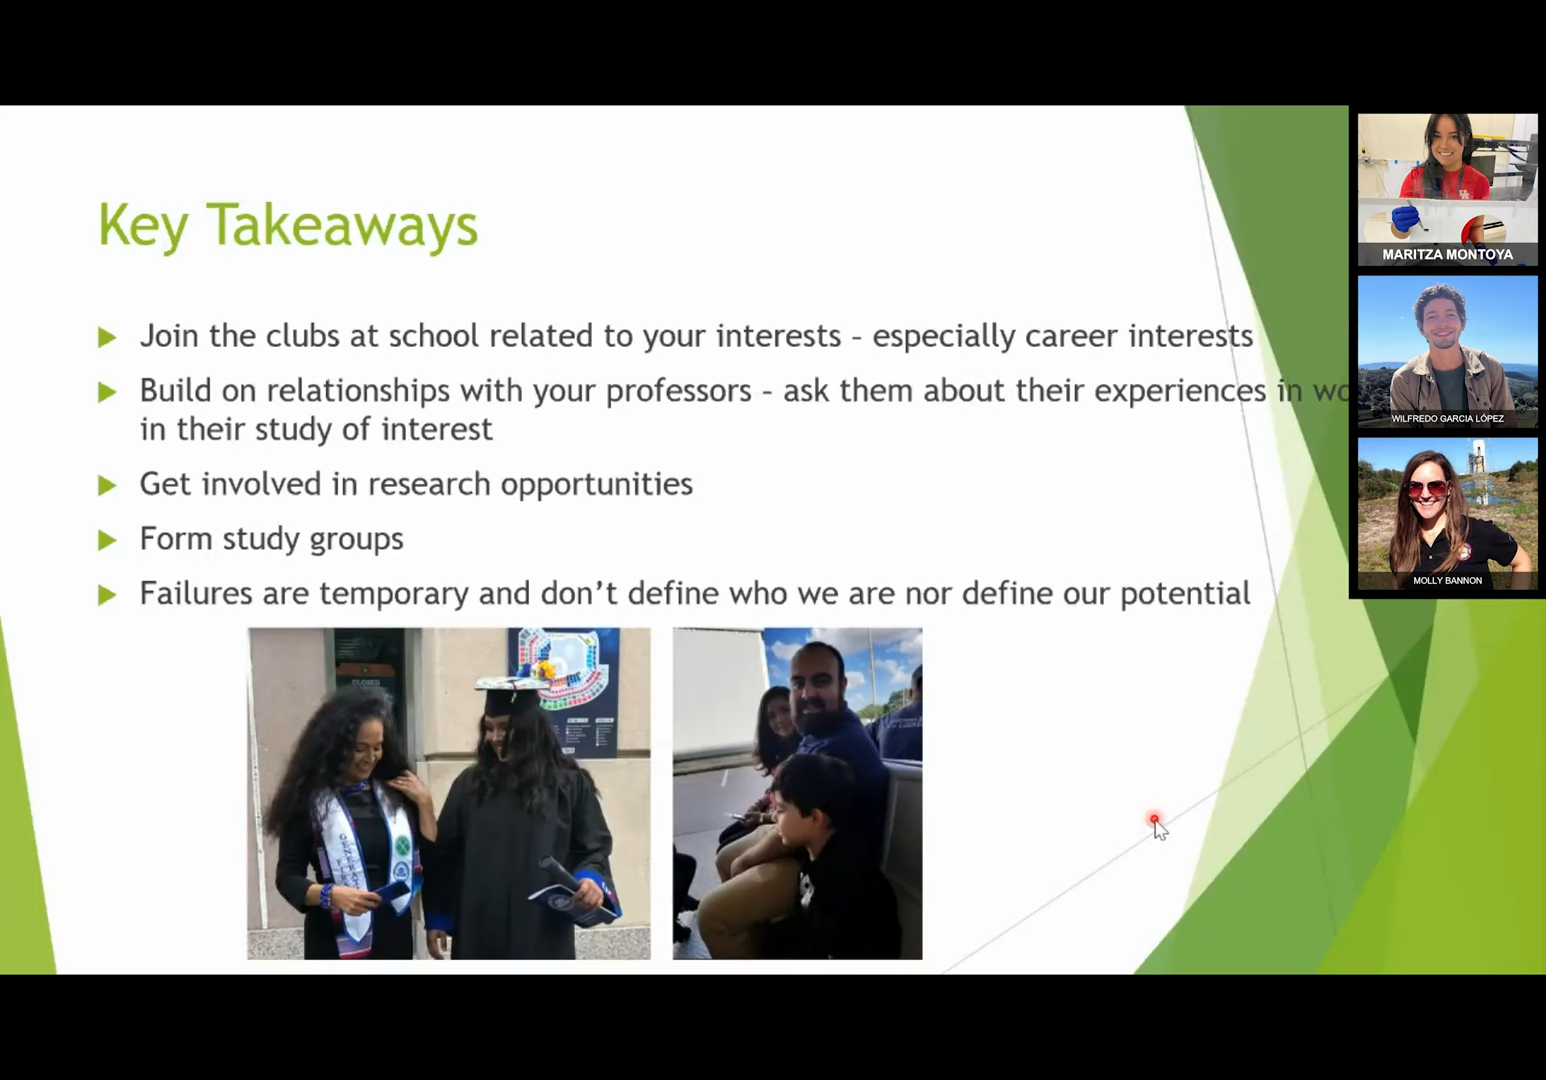 Key Takeaways
Join the clubs at school related to your interests – especially career interests
Build on relationships with your professors – ask them about their experiences in
in their study of interest
Get involved in research opportunities
Form study groups
Failures are temporary and don’t define who we are nor define our potential
MARITZA MONTOYA
WILFREDO GARCIA LÓPEZ
MOLLY BANNON
CLOSED